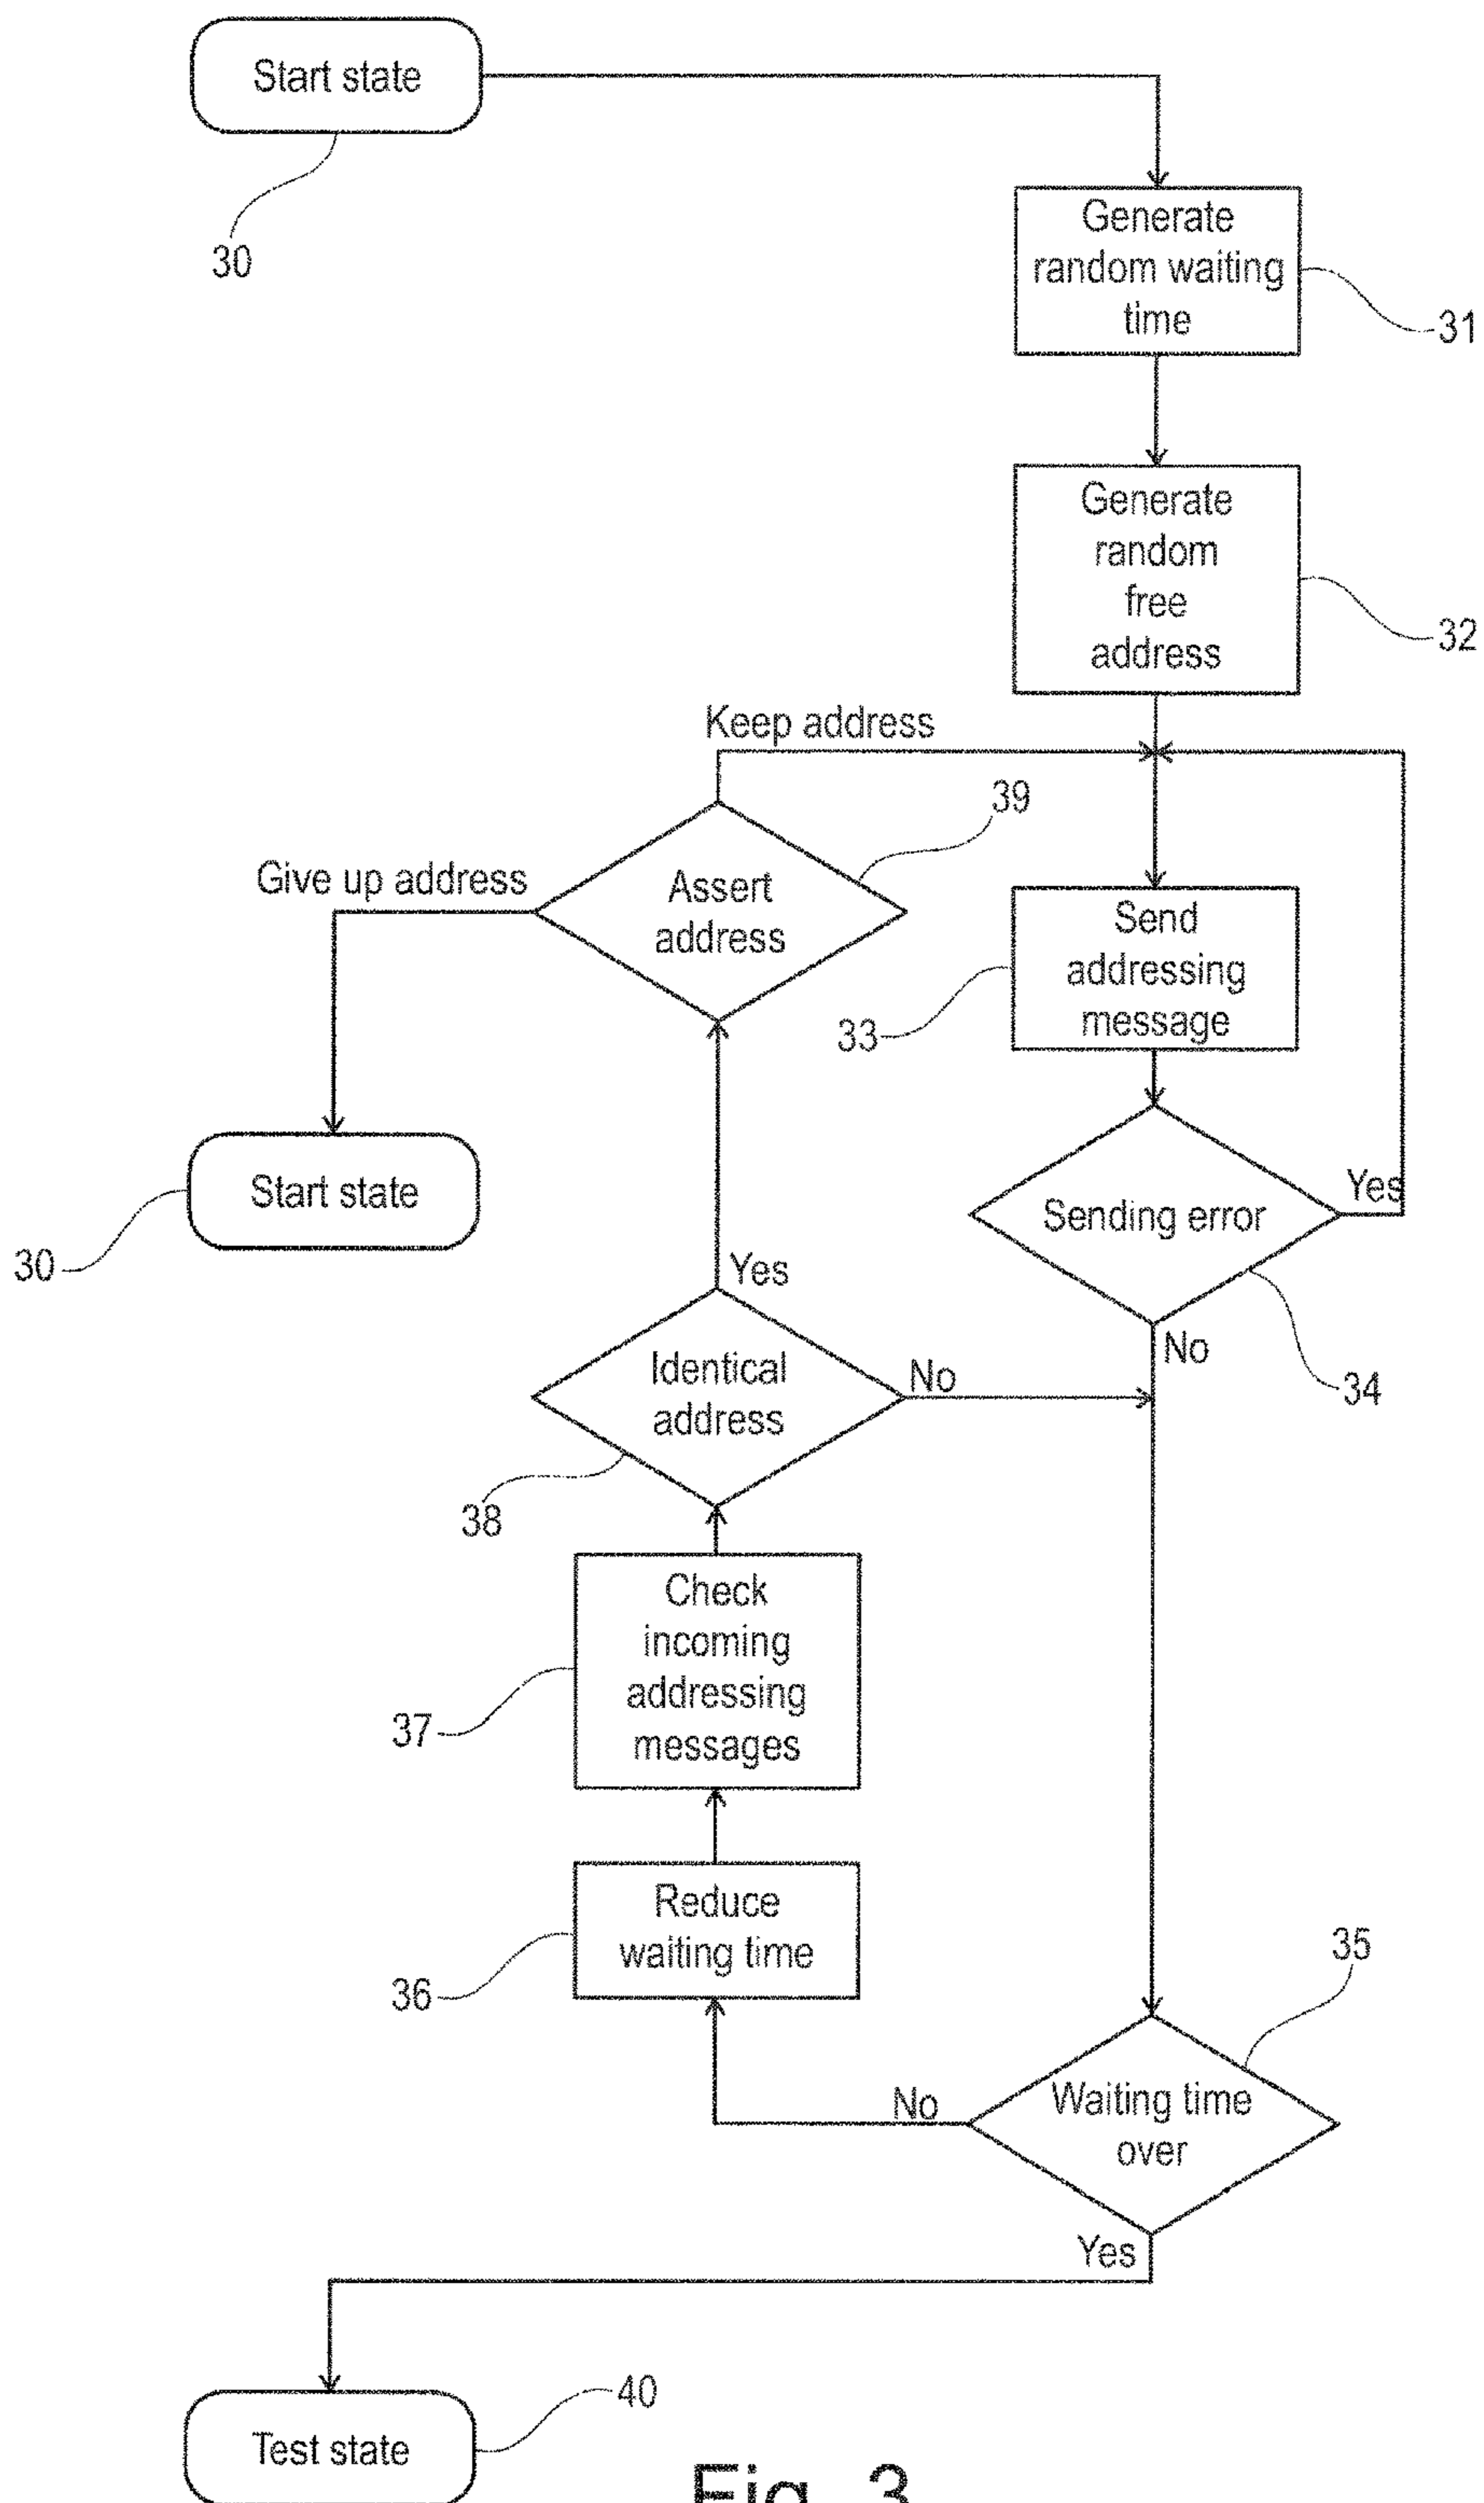 Start state
30
Generate
random waiting
time
31
Generate
random
free
address
32
Keep address
39
Give up address
Assert
address
Send
addressing
message
33
Start state
30
Sending error
Yes
Yes
No
34
Identical
address
No
38
Check
incoming
addressing
messages
37
Reduce
waiting time
36
35
Waiting time
over
No
Yes
40
Test state
Fig. 3